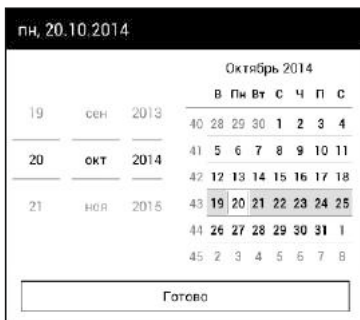 пн, 20.10.2014
Октябрь 2014
В Пн Вт С Ч П С
19 сен 2013
20 окт 2014
21 ноя 2015
40 28 29 30 1 2 3 4
41 5 6 7 8 9 10 11
42 12 13 14 15 16 17 18
43 19 20 21 22 23 24 25
44 26 27 28 29 30 31 1
45 2 3 4 5 6 7 8
Готово